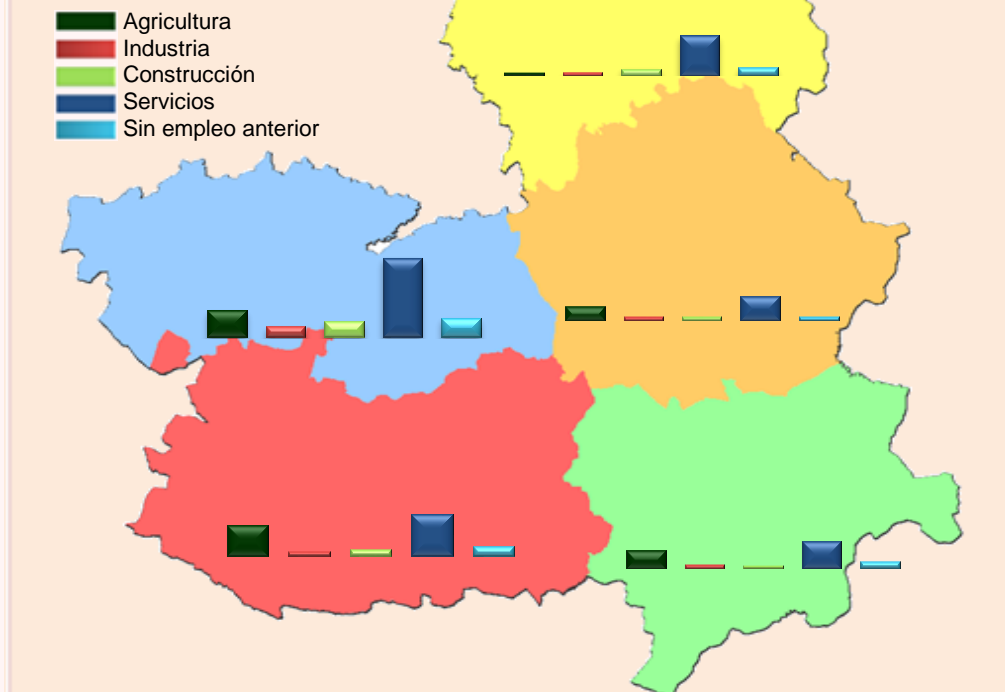 Agricultura
Industria
Construcción
Servicios
Sin empleo anterior